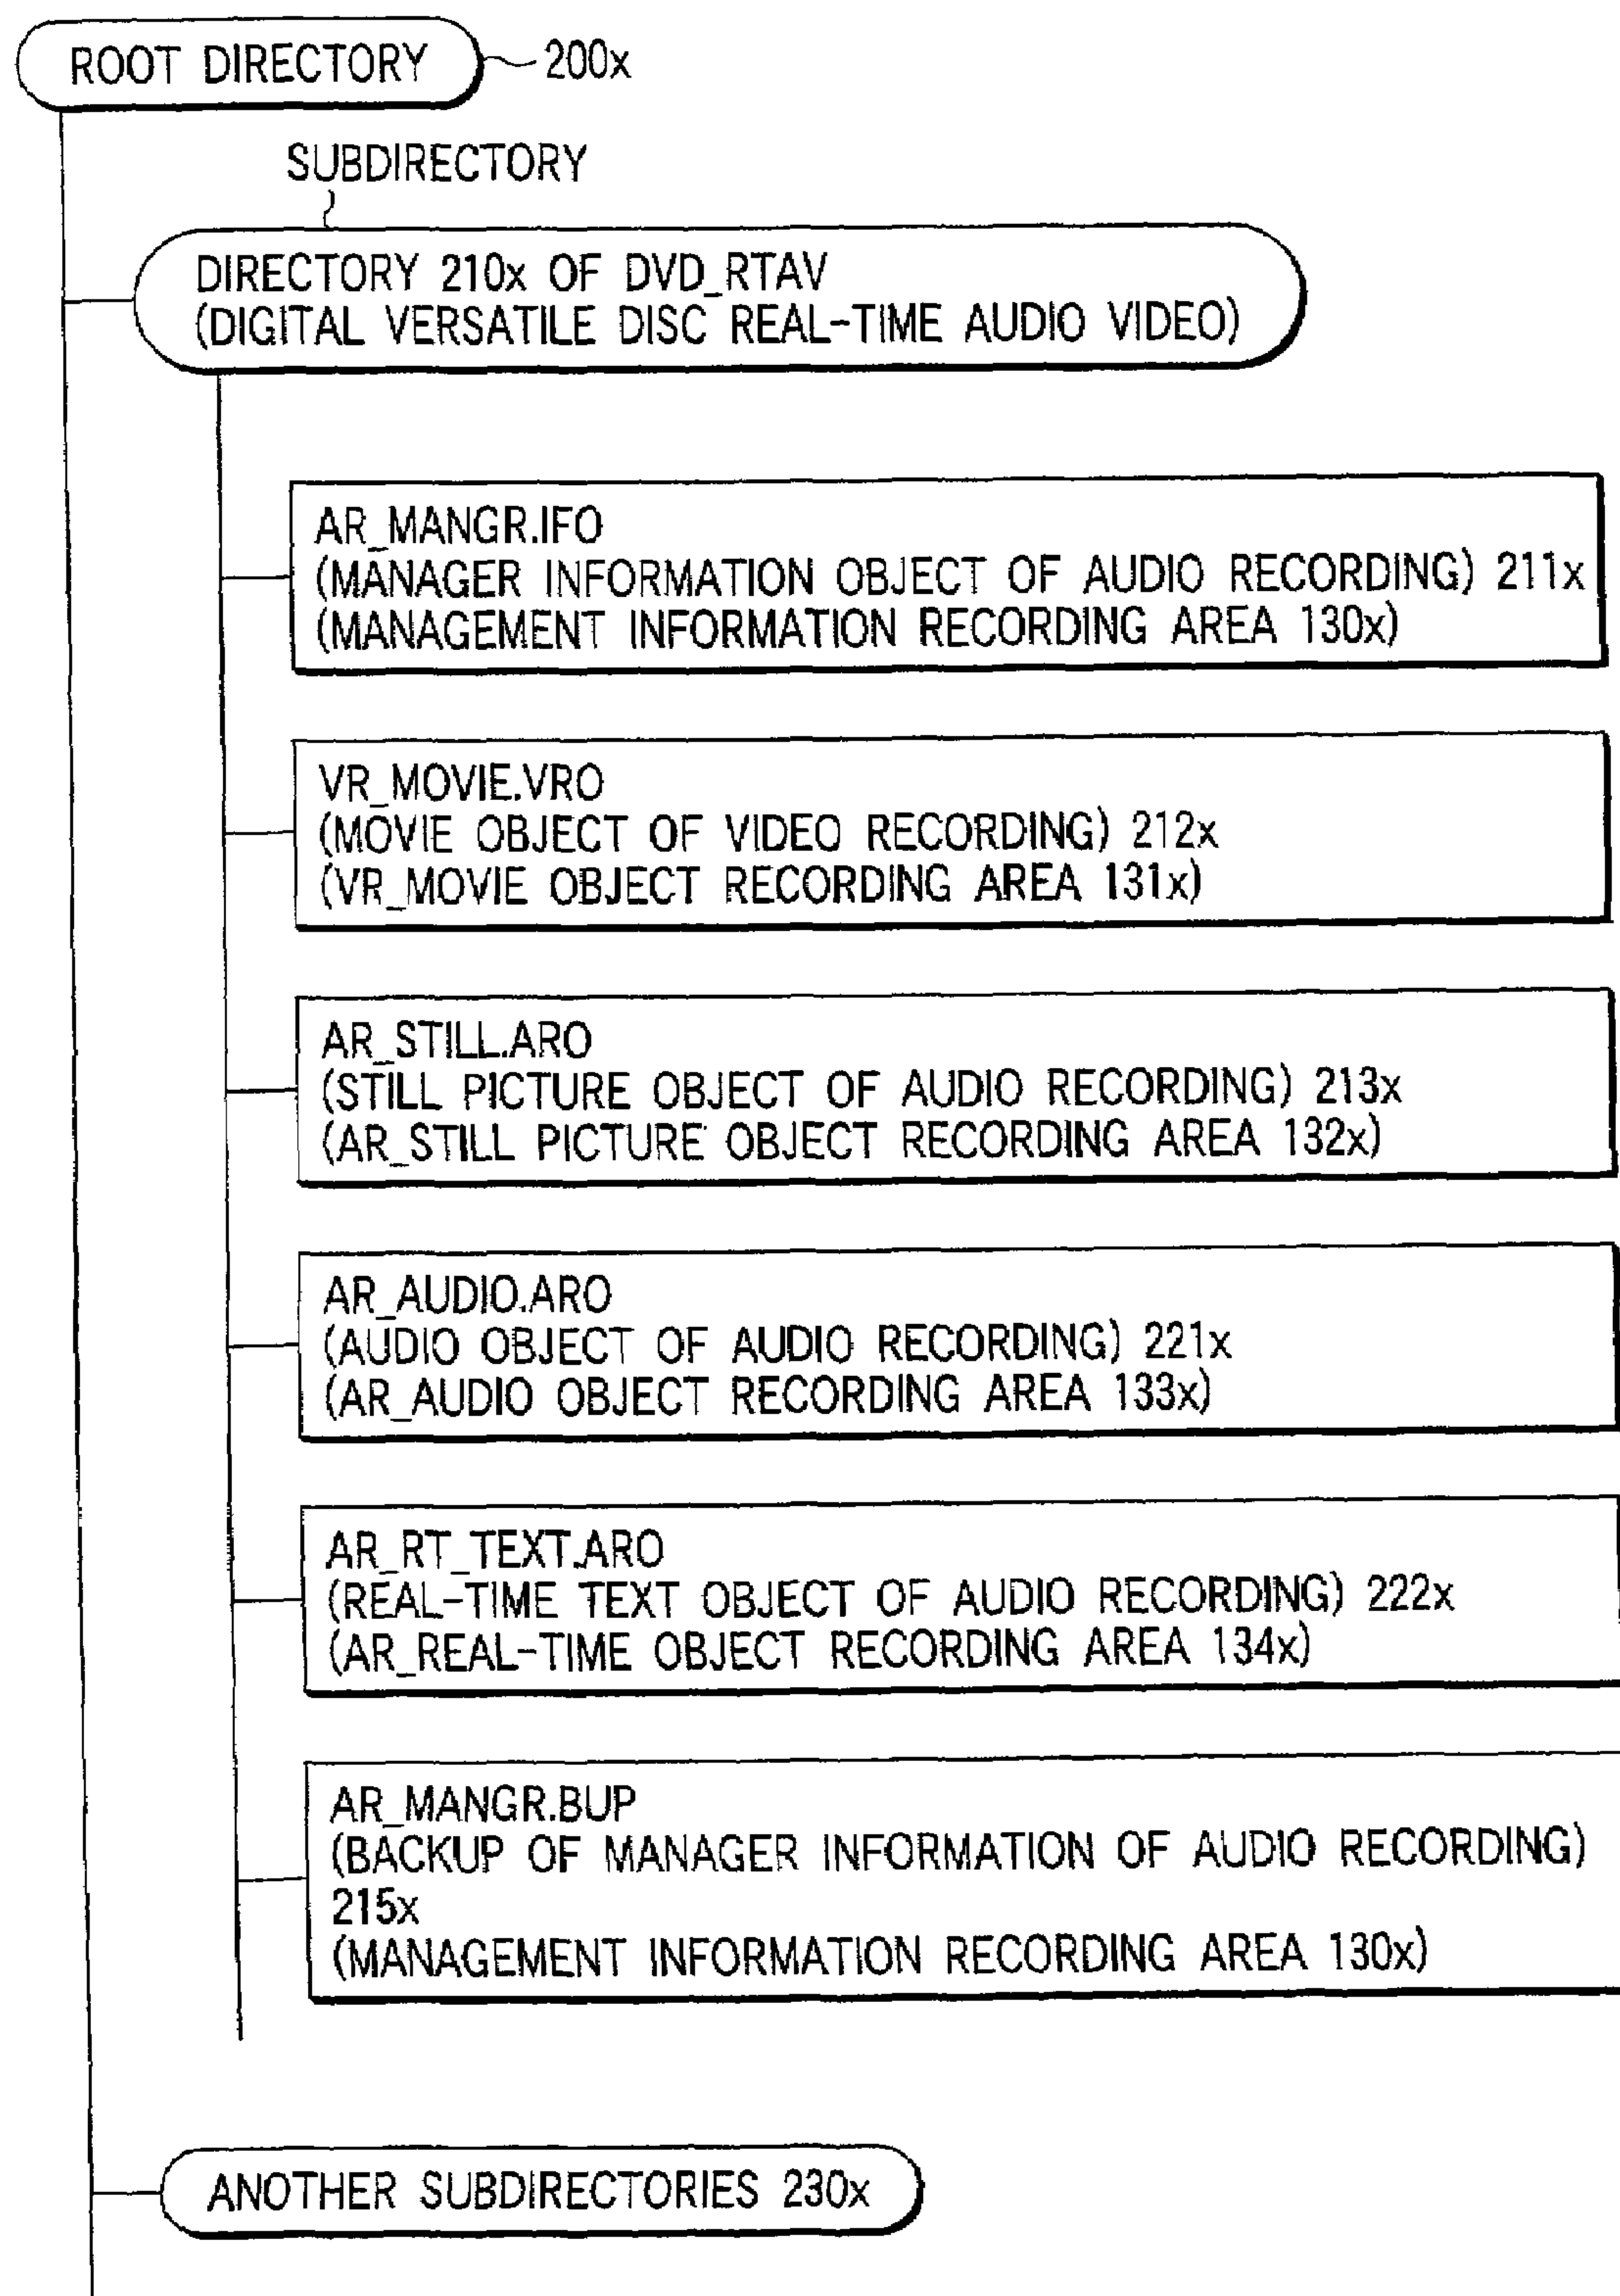 ROOT DIRECTORY
200x
SUBDIRECTORY
DIRECTORY 210x OF DVD_RTAV
(DIGITAL VERSATILE DISC REAL-TIME AUDIO VIDEO)
AR_MANGR.IFO
(MANAGER INFORMATION OBJECT OF AUDIO RECORDING) 211x
(MANAGEMENT INFORMATION RECORDING AREA 130x)
VR_MOVIE.VRO
(MOVIE OBJECT OF VIDEO RECORDING) 212x
(VR_MOVIE OBJECT RECORDING AREA 131x)
AR_STILL.ARO
(STILL PICTURE OBJECT OF AUDIO RECORDING) 213x
(AR_STILL PICTURE OBJECT RECORDING AREA 132x)
AR_AUDIO.ARO
(AUDIO OBJECT OF AUDIO RECORDING) 221x
(AR_AUDIO OBJECT RECORDING AREA 133x)
AR_RT_TEXT.ARO
(REAL-TIME TEXT OBJECT OF AUDIO RECORDING) 222x
(AR_REAL-TIME OBJECT RECORDING AREA 134x)
AR_MANGR.BUP
(BACKUP OF MANAGER INFORMATION OF AUDIO RECORDING)
215x
(MANAGEMENT INFORMATION RECORDING AREA 130x)
ANOTHER SUBDIRECTORIES 230x